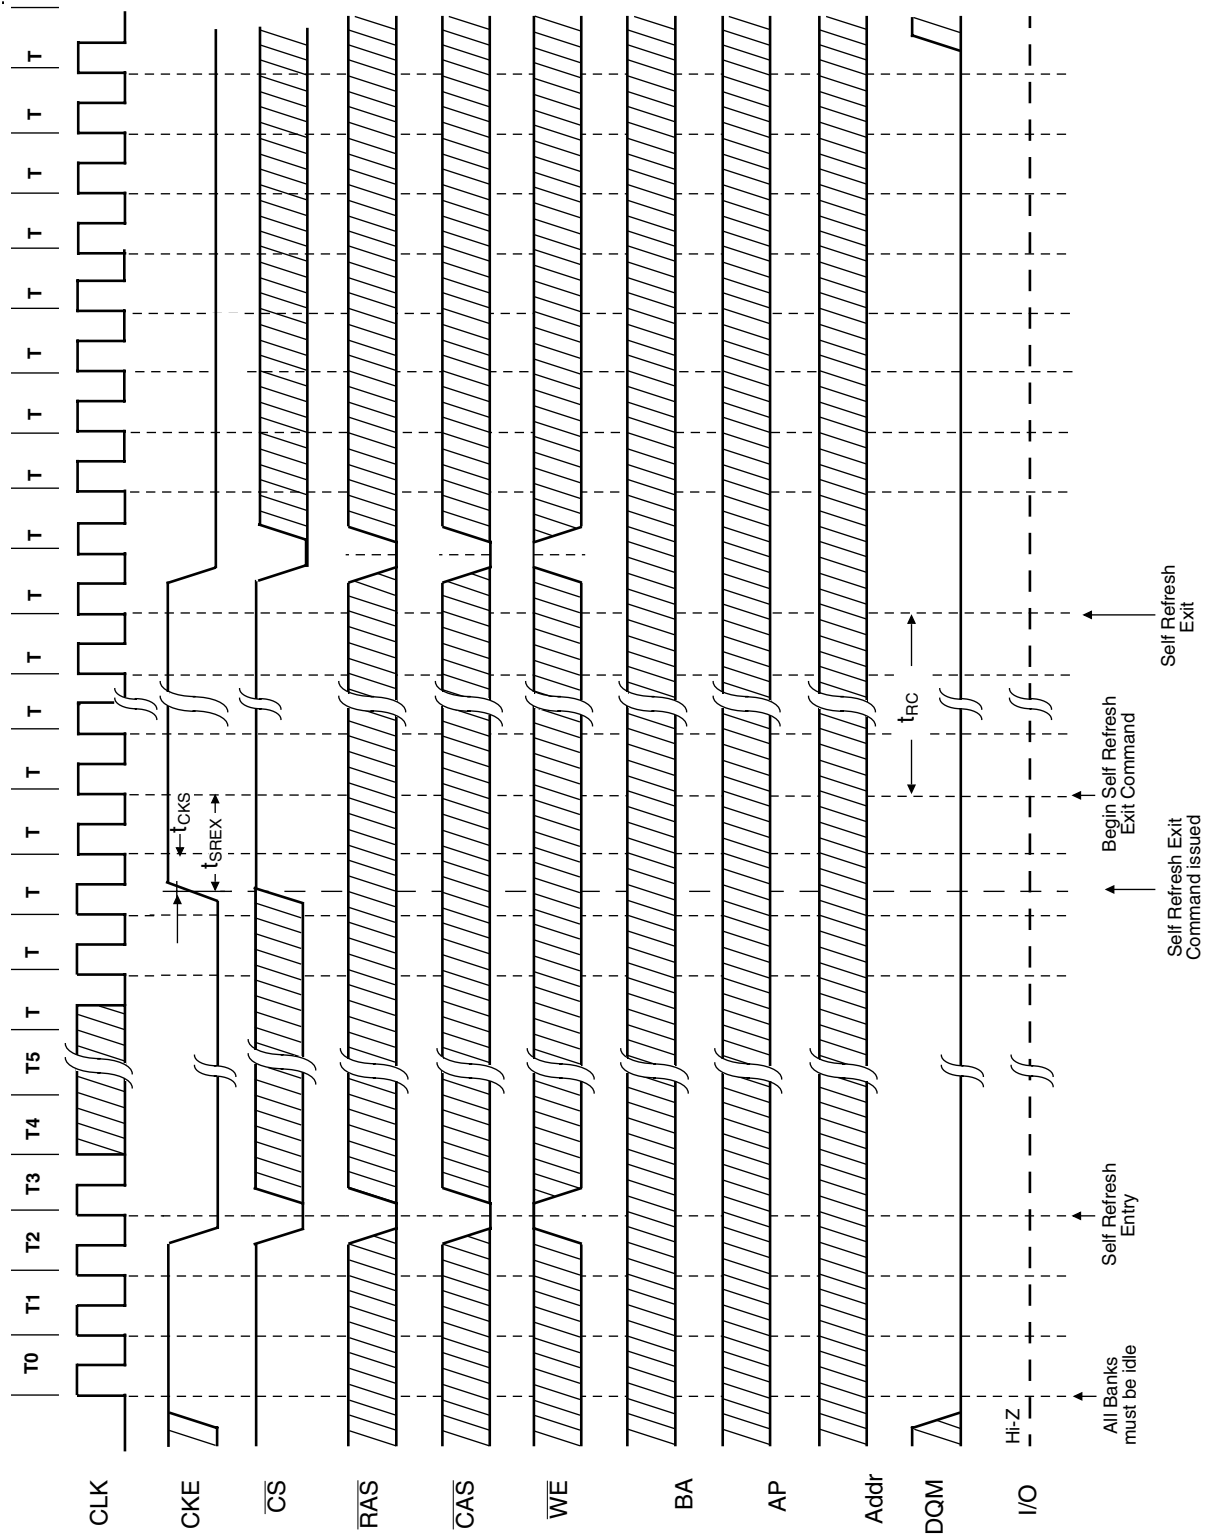 T0 T1 T2 T3 T4 T5 T T T T T T T T T T T T T T T T T
CLK
CKE
tCKS
tSREX
CS
RAS
CAS
WE
BA
AP
Addr
tRC
DQM
Hi-Z
I/O
All Banks
must be idle
Self Refresh
Entry
Begin Self Refresh
Exit Command
Self Refresh Exit
Command issued
Self Refresh
Exit